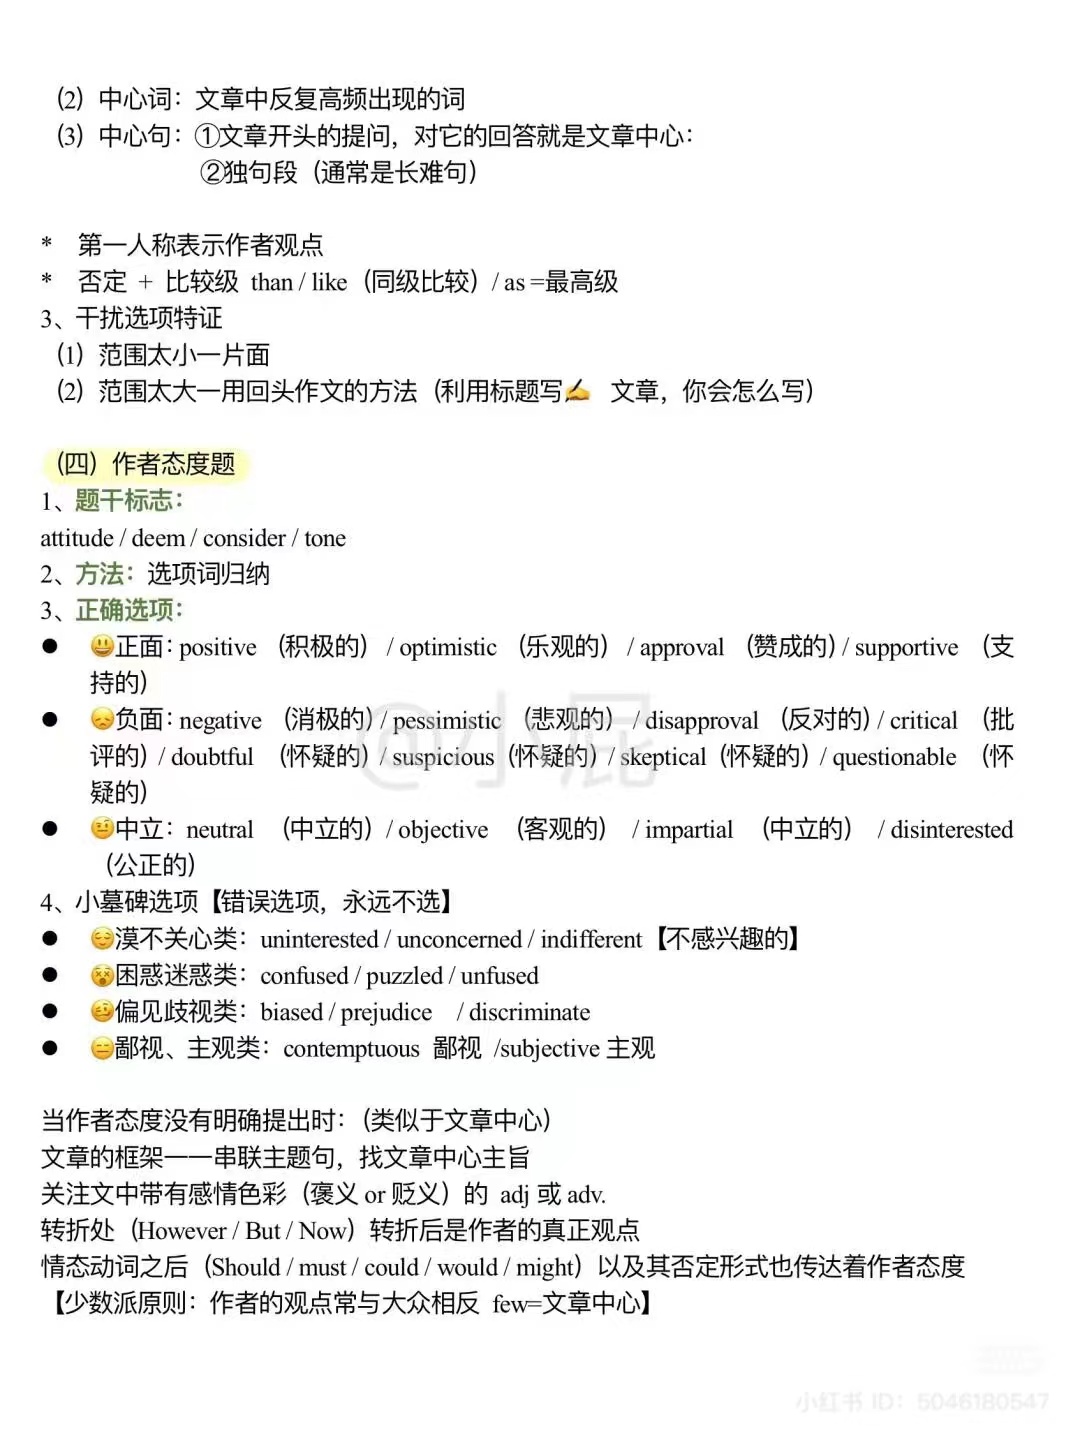 （2）中心词：文章中反复高频出现的词
（3）中心句：①文章开头的提问，对它的回答就是文章中心：
②独句段（通常是长难句）
* 第一人称表示作者观点
* 否定 + 比较级 than / like（同级比较）/ as =最高级
3、干扰选项特证
（1）范围太小一片面
（2）范围太大一用回头作文的方法（利用标题写✍️ 文章，你会怎么写）
（四）作者态度题
1、题干标志：
attitude / deem / consider / tone
2、方法：选项词归纳
3、正确选项：
● 😃正面：positive （积极的） / optimistic （乐观的） / approval （赞成的）/ supportive （支
持的）
● 😞负面：negative （消极的）/ pessimistic （悲观的） / disapproval （反对的）/ critical （批
评的）/ doubtful （怀疑的）/ suspicious（怀疑的）/ skeptical（怀疑的）/ questionable （怀
疑的）
● 🤨中立：neutral （中立的）/ objective （客观的） / impartial （中立的） / disinterested
（公正的）
4、小墓碑选项【错误选项，永远不选】
● 😌漠不关心类：uninterested / unconcerned / indifferent【不感兴趣的】
● 😵困惑迷惑类：confused / puzzled / unfused
● 🥴偏见歧视类：biased / prejudice / discriminate
● 😑鄙视、主观类：contemptuous 鄙视 /subjective 主观
当作者态度没有明确提出时：（类似于文章中心）
文章的框架一一串联主题句，找文章中心主旨
关注文中带有感情色彩（褒义 or 贬义）的 adj 或 adv.
转折处（However / But / Now）转折后是作者的真正观点
情态动词之后（Should / must / could / would / might）以及其否定形式也传达着作者态度
【少数派原则：作者的观点常与大众相反 few=文章中心】
@小屁
小红书 ID：5046180547